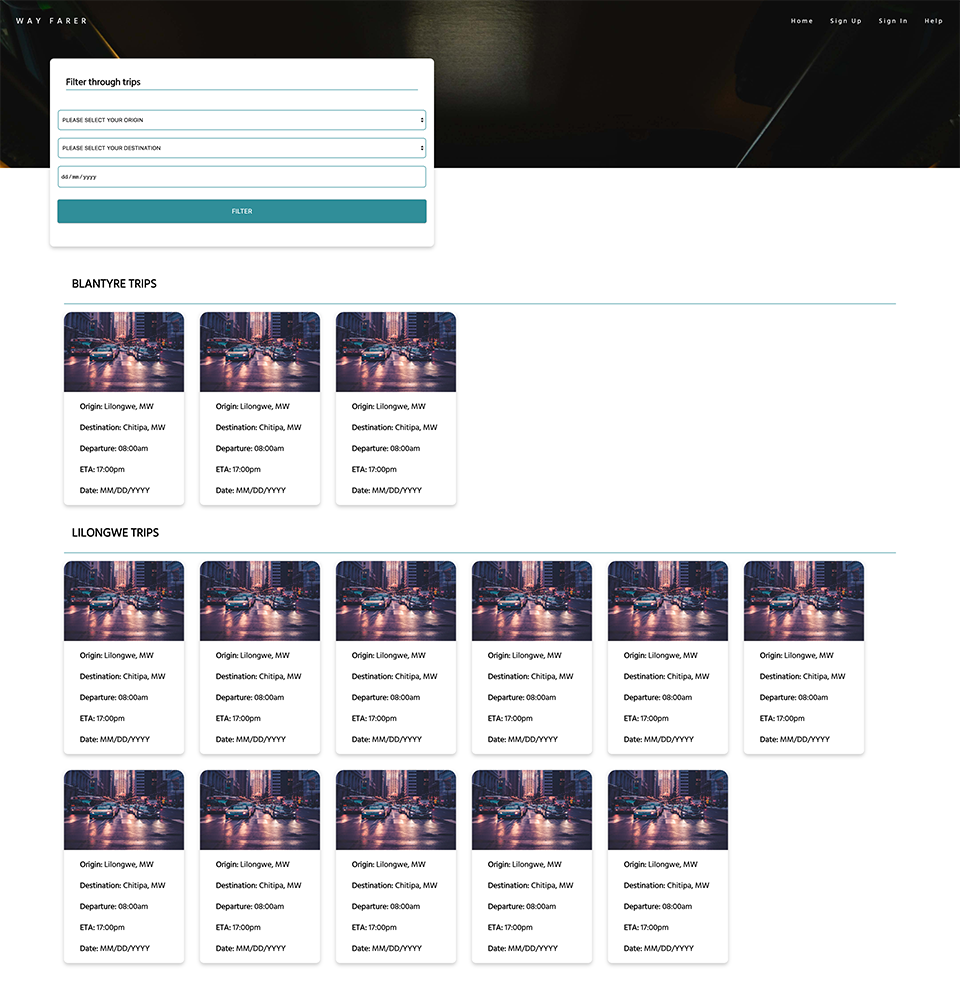 WAY FARER
Home Sign Up Sign In Help
Filter through trips
PLEASE SELECT YOUR ORIGIN
PLEASE SELECT YOUR DESTINATION
dd/mm/yyyy
FILTER
BLANTYRE TRIPS
Origin: Lilongwe, MW Origin: Lilongwe, MW Origin: Lilongwe, MW
Destination: Chitipa, MW Destination: Chitipa, MW Destination: Chitipa, MW
Departure: 08:00am Departure: 08:00am Departure: 08:00am
ETA: 17:00pm ETA: 17:00pm ETA: 17:00pm
Date: MM/DD/YYYY Date: MM/DD/YYYY Date: MM/DD/YYYY
LILONGWE TRIPS
Origin: Lilongwe, MW Origin: Lilongwe, MW Origin: Lilongwe, MW Origin: Lilongwe, MW Origin: Lilongwe, MW Origin: Lilongwe, MW
Destination: Chitipa, MW Destination: Chitipa, MW Destination: Chitipa, MW Destination: Chitipa, MW Destination: Chitipa, MW Destination: Chitipa, MW
Departure: 08:00am Departure: 08:00am Departure: 08:00am Departure: 08:00am Departure: 08:00am Departure: 08:00am
ETA: 17:00pm ETA: 17:00pm ETA: 17:00pm ETA: 17:00pm ETA: 17:00pm ETA: 17:00pm
Date: MM/DD/YYYY Date: MM/DD/YYYY Date: MM/DD/YYYY Date: MM/DD/YYYY Date: MM/DD/YYYY Date: MM/DD/YYYY
Origin: Lilongwe, MW Origin: Lilongwe, MW Origin: Lilongwe, MW Origin: Lilongwe, MW Origin: Lilongwe, MW
Destination: Chitipa, MW Destination: Chitipa, MW Destination: Chitipa, MW Destination: Chitipa, MW Destination: Chitipa, MW
Departure: 08:00am Departure: 08:00am Departure: 08:00am Departure: 08:00am Departure: 08:00am
ETA: 17:00pm ETA: 17:00pm ETA: 17:00pm ETA: 17:00pm ETA: 17:00pm
Date: MM/DD/YYYY Date: MM/DD/YYYY Date: MM/DD/YYYY Date: MM/DD/YYYY Date: MM/DD/YYYY